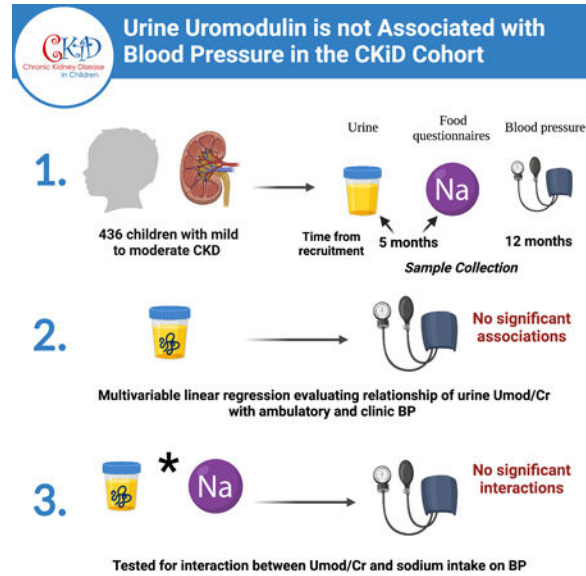 CKiD
Chronic Kidney Disease
in Children
Urine Uromodulin is not Associated with
Blood Pressure in the CKiD Cohort
1.
Urine
Food
questionnaires
Blood pressure
Na
436 children with mild
to moderate CKD
Time from
recruitment
5 months
12 months
Sample Collection
2.
No significant
associations
Multivariable linear regression evaluating relationship of urine Umod/Cr
with ambulatory and clinic BP
3.
*
Na
No significant
interactions
Tested for interaction between Umod/Cr and sodium intake on BP